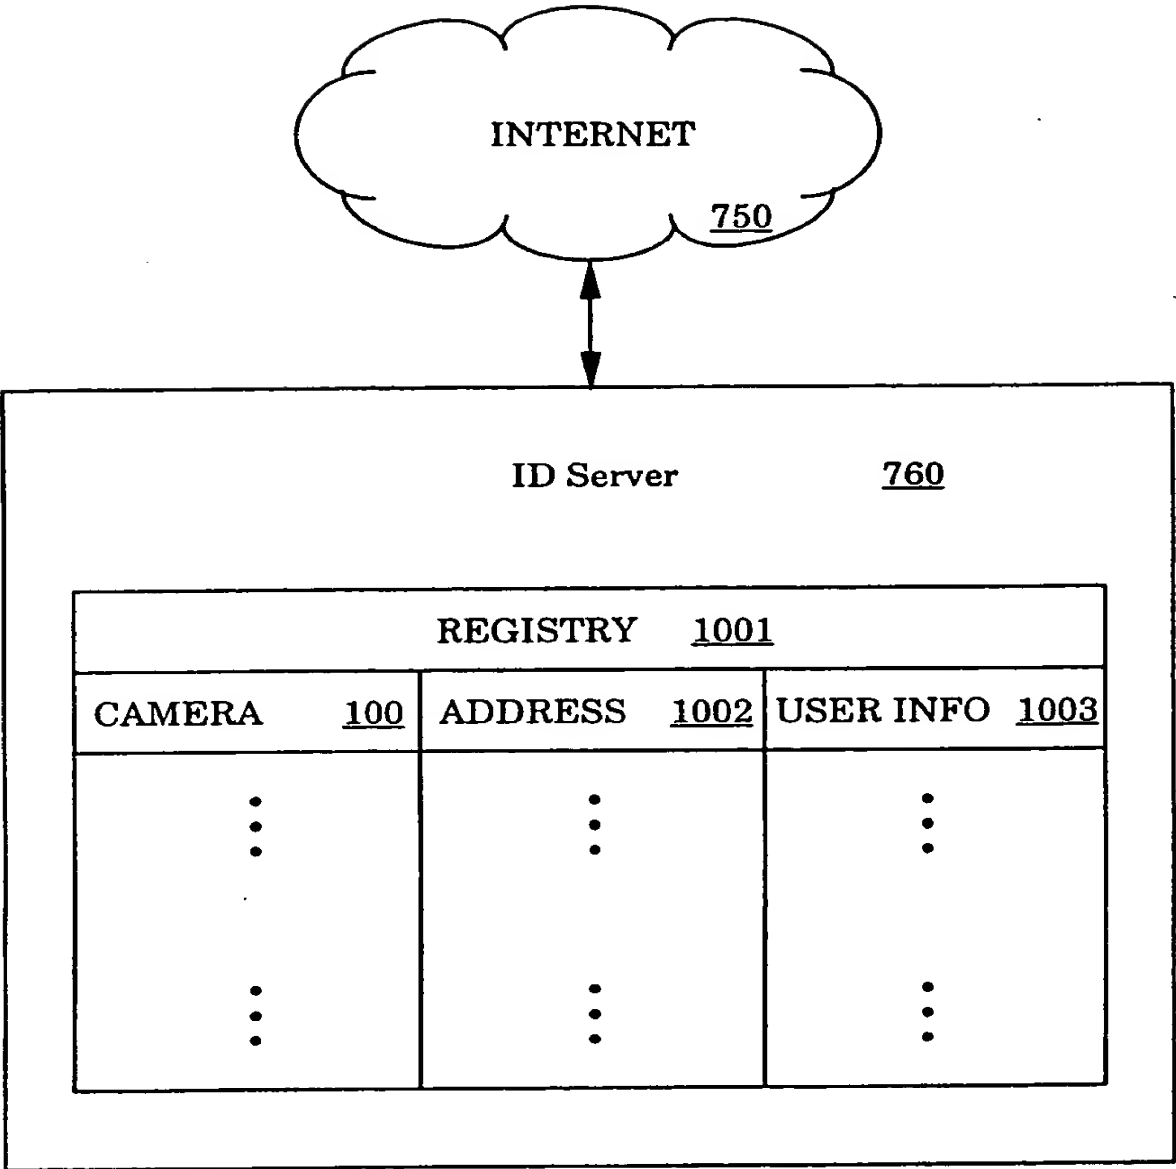 INTERNET
750
ID Server 760
REGISTRY 1001
CAMERA 100 ADDRESS 1002 USER INFO 1003